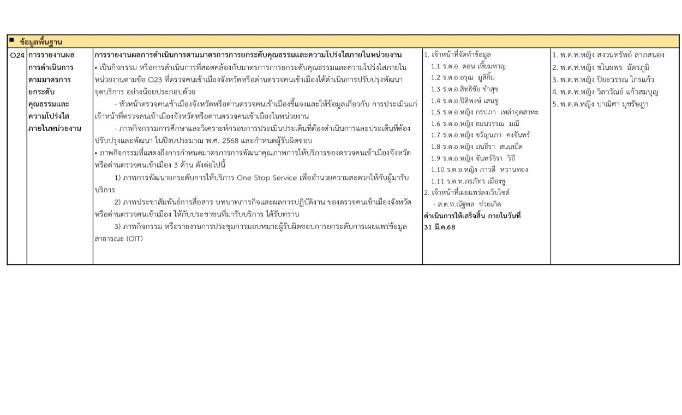 ข้อมูลพื้นฐาน
O24 การรายงานผล
การดำเนินการ
ตามมาตรการ
ยกระดับ
คุณธรรมและ
ความโปร่งใส
ภายในหน่วยงาน
การรายงานผลการดำเนินการตามมาตรการการยกระดับคุณธรรมและความโปร่งใสภายในหน่วยงาน
• เป็นกิจกรรม หรือการดำเนินการที่สอดคล้องกับมาตรการการยกระดับคุณธรรมและความโปร่งใสภายใน
หน่วยงานตามข้อ O23 ที่ตรวจคนเข้าเมืองจังหวัดหรือด่านตรวจคนเข้าเมืองได้ดำเนินการปรับปรุงพัฒนา
จุดบริการ อย่างน้อยประกอบด้วย
- หัวหน้าตรวจคนเข้าเมืองจังหวัดหรือด่านตรวจคนเข้าเมืองชี้แจงและให้ข้อมูลเกี่ยวกับ การประเมินแก่
เจ้าหน้าที่ตรวจคนเข้าเมืองจังหวัดหรือด่านตรวจคนเข้าเมือง
- ภาพกิจกรรมการศึกษาและวิเคราะห์กรอบการประเมินประเด็นที่ต้องดำเนินการและประเด็นที่ต้อง
ปรับปรุงและพัฒนา ในปีงบประมาณ พ.ศ. 2568 และกำหนดผู้รับผิดชอบ
• ภาพกิจกรรมที่แสดงถึงการกำหนดมาตรการการพัฒนาคุณภาพการให้บริการของตรวจคนเข้าเมืองจังหวัด
หรือด่านตรวจคนเข้าเมือง 3 ด้าน ดังต่อไปนี้
1) ภาพการพัฒนายกระดับการให้บริการ One Stop Service เพื่ออำนวยความสะดวกให้กับผู้มารับ
บริการ
2) ภาพประชาสัมพันธ์การสื่อสาร บทบาทภารกิจและผลการปฏิบัติงาน ของตรวจคนเข้าเมืองจังหวัด
หรือด่านตรวจคนเข้าเมือง ให้กับประชาชนที่มารับบริการ ได้รับทราบ
3) ภาพกิจกรรม หรือรายงานการประชุมการมอบหมายผู้รับผิดชอบการยกระดับการเผยแพร่ข้อมูล
สาธารณะ (OIT)
1. เจ้าหน้าที่จัดทำข้อมูล
1.1 ร.ต.อ. ดอน เพี้ยมหาญ
1.2 ร.ต.อ.อรุณ มูสิกิ้ม
1.3 ร.ต.อ.สิทธิชัย ชำสุข
1.4 ร.ต.อ.ปิติพงษ์ เสนชู
1.5 ร.ต.อ.หญิง กรปภา เหล่าอุตสาหะ
1.6 ร.ต.อ.หญิง ธมนวรรณ มณี
1.7 ร.ต.อ.หญิง ขวัญนภา คงจันทร์
1.8 ร.ต.อ.หญิง เมธีรา สนเสน็ด
1.9 ร.ต.อ.หญิง จันทร์จิรา วิถี
1.10 ร.ต.อ.หญิง ภาวดี หวานทอง
1.11 ร.ต.ท.กรภัทร เมืองชู
2. เจ้าหน้าที่เผยแพร่ลงเว็บไซต์
- ส.ต.ท.ณัฐพล ช่วยเกิด
ดำเนินการให้เสร็จสิ้น ภายในวันที่
31 มี.ค.68
1. พ.ต.ท.หญิง สงวนทรัพย์ ลาภสนอง
2. พ.ต.ท.หญิง ชไนยพร ฉัตรภูมิ
3. พ.ต.ท.หญิง ปิยะวรรณ ไกรแก้ว
4. พ.ต.ท.หญิง วิลาวัณย์ แก้วสมบุญ
5. พ.ต.ท.หญิง ปาณิศา มุขรัษฎา